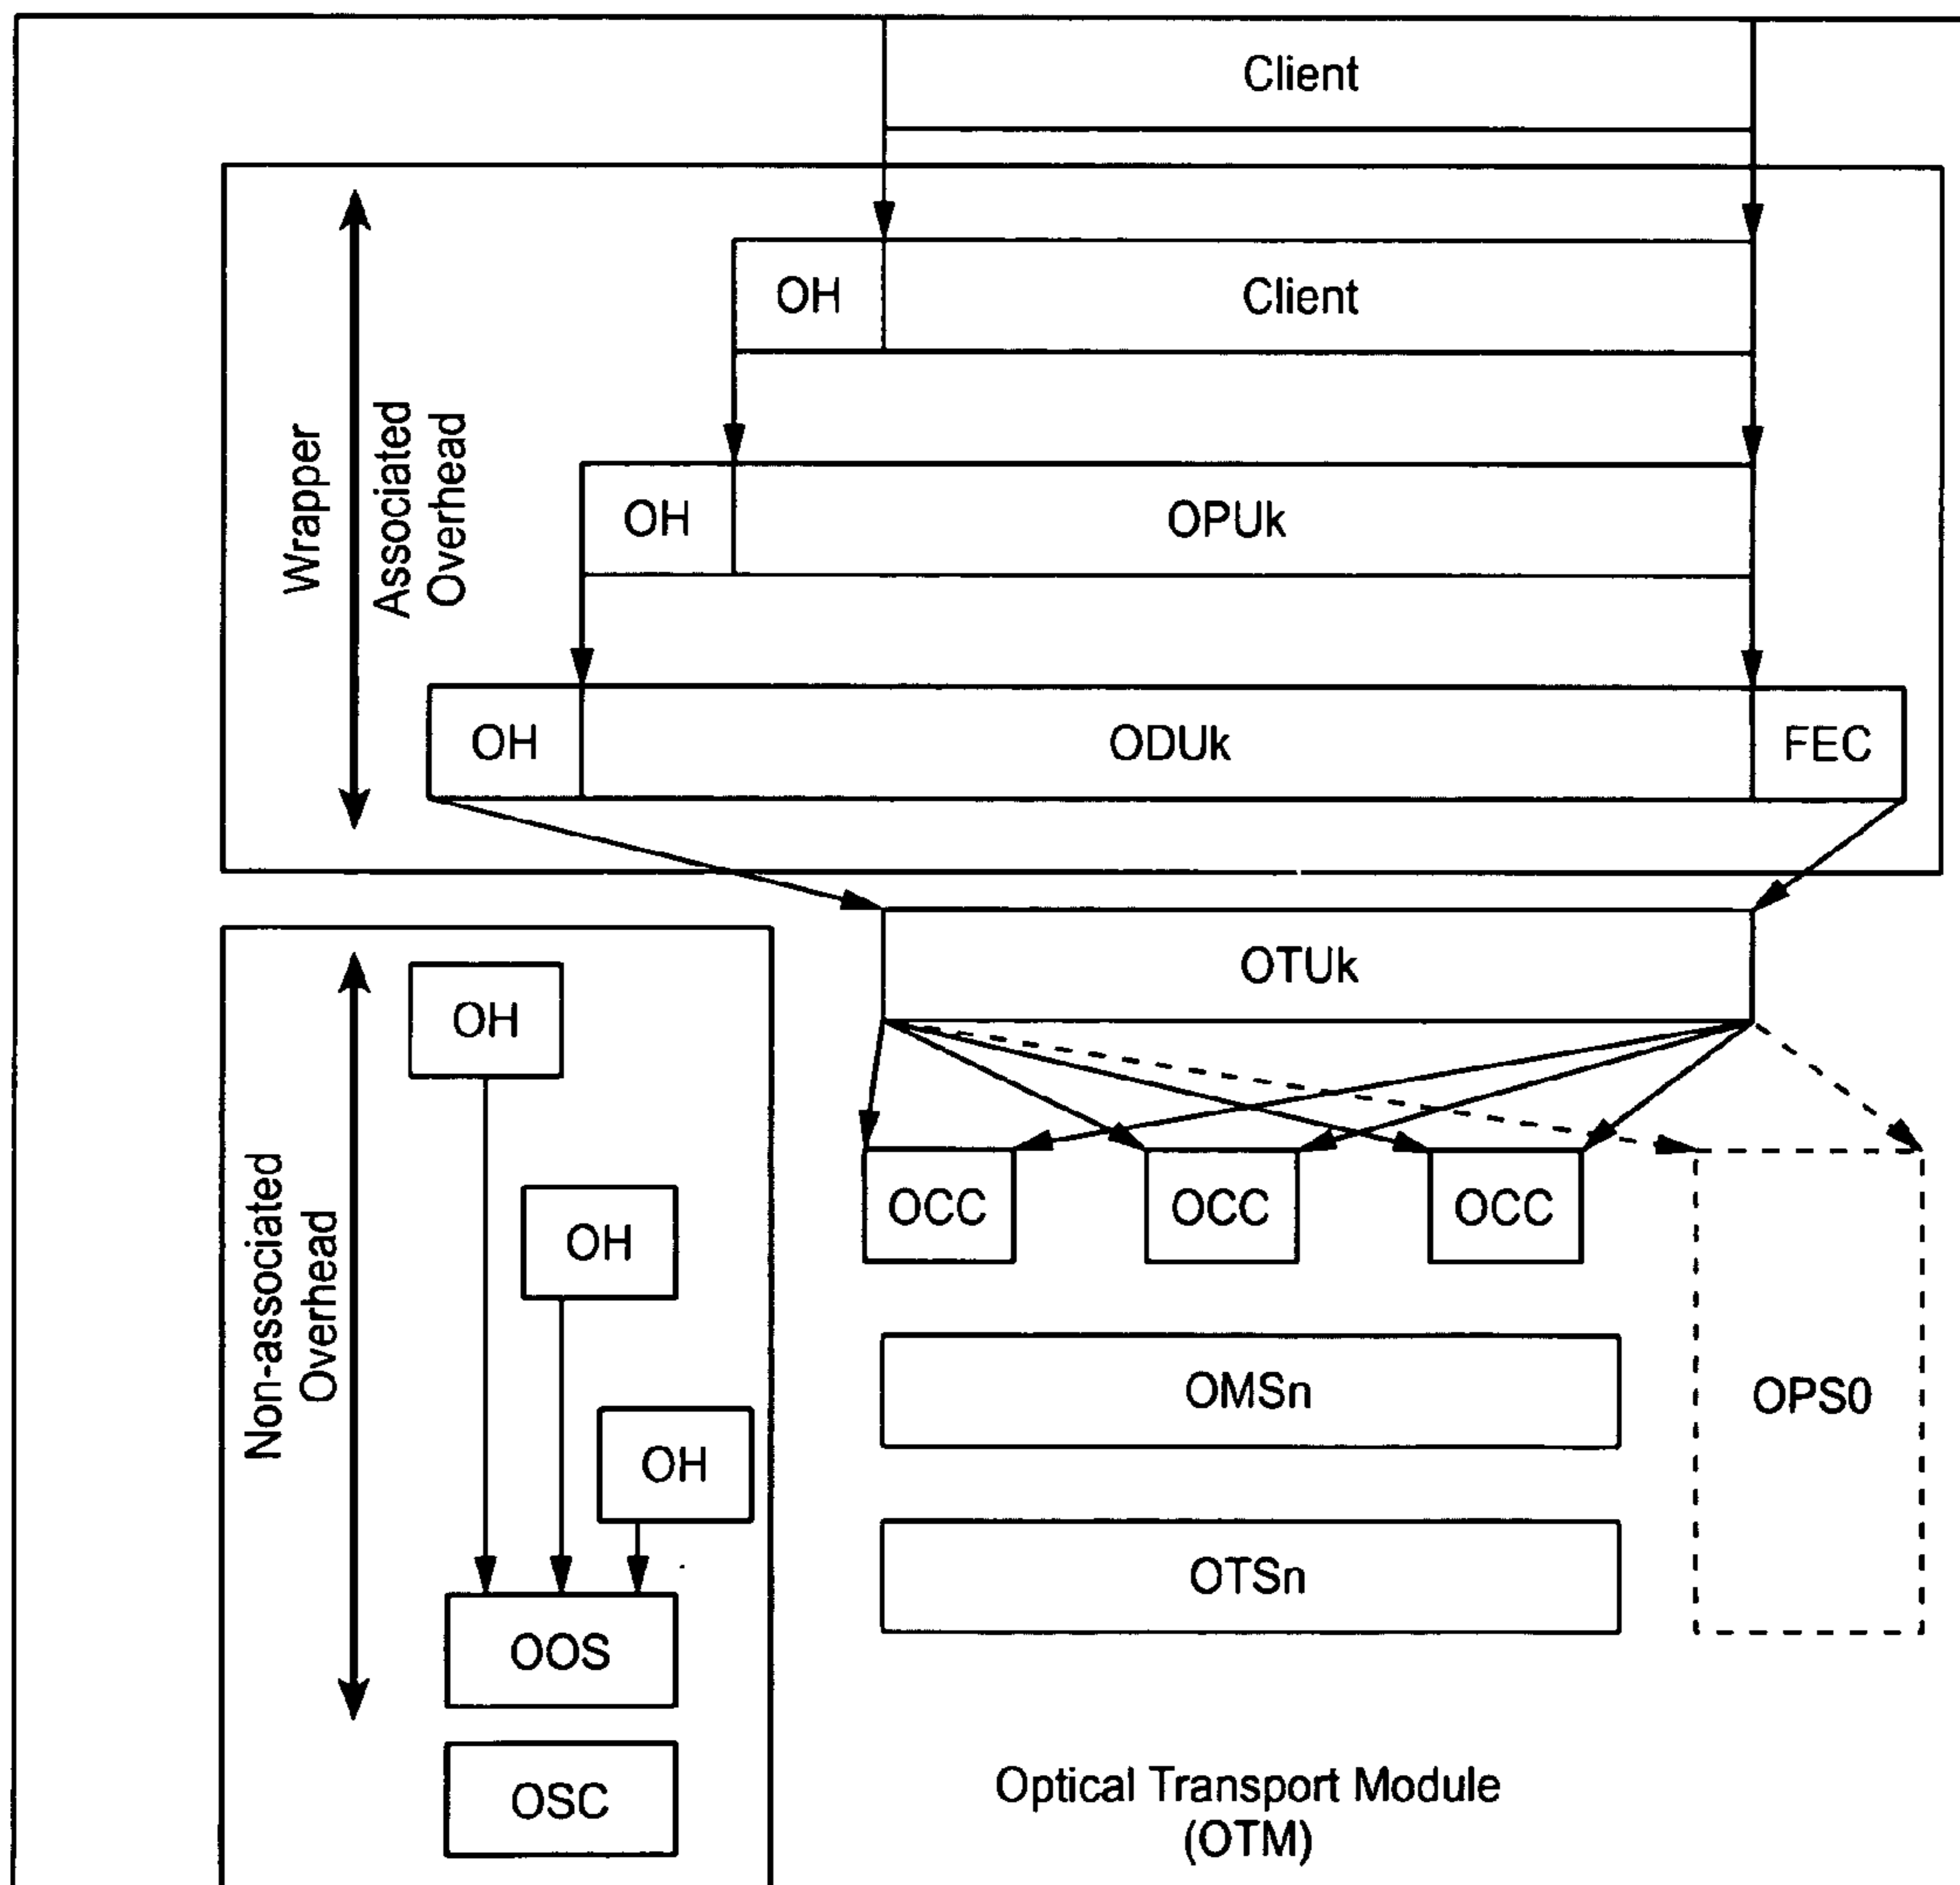 Client
OH
Client
Wrapper
Associated
Overhead
OH
OPUk
OH
ODUk
FEC
OTUk
Non-associated
Overhead
OH
OH
OH
OOS
OSC
OCC
OCC
OCC
OMSn
OPS0
OTSn
Optical Transport Module
(OTM)